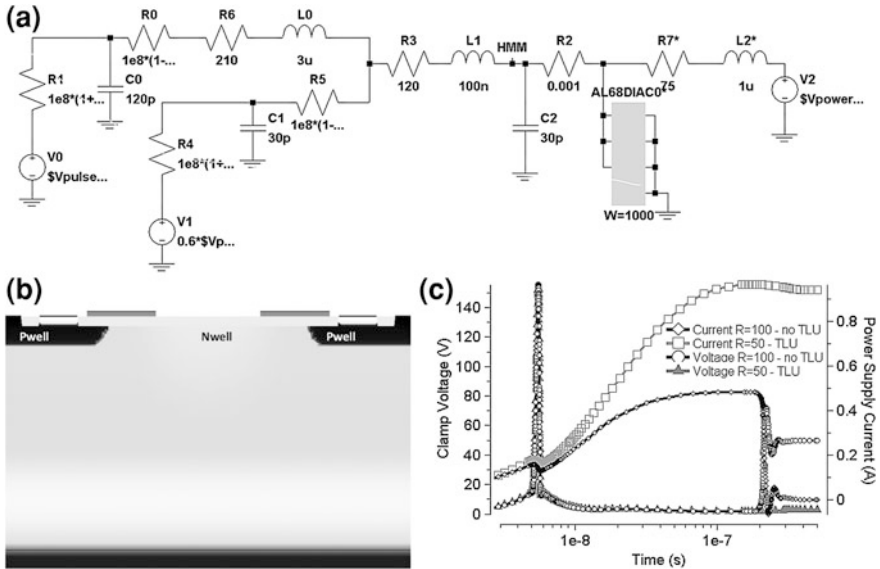 (a)
R0
1e8*(1-...
R6
210
L0
3u
R1
1e8*(1+...
C0
120p
R5
1e8*(1-...
R4
1e8*(1+...
C1
30p
V0
$Vpulse...
V1
0.6*$Vp...
R3
120
L1
100n
HMM
C2
30p
R2
0.001
R7*
75
L2*
1u
V2
$Vpower...
AL68DIAC0
W=1000
(b)
Pwell
Nwell
Pwell
(c)
Clamp Voltage (V)
140
120
100
80
60
40
20
0
Current R=100 - no TLU
Current R=50 - TLU
Voltage R=100 - no TLU
Voltage R=50 - TLU
0.8
0.6
0.4
0.2
0
Power Supply Current (A)
1e-8
1e-7
Time (s)